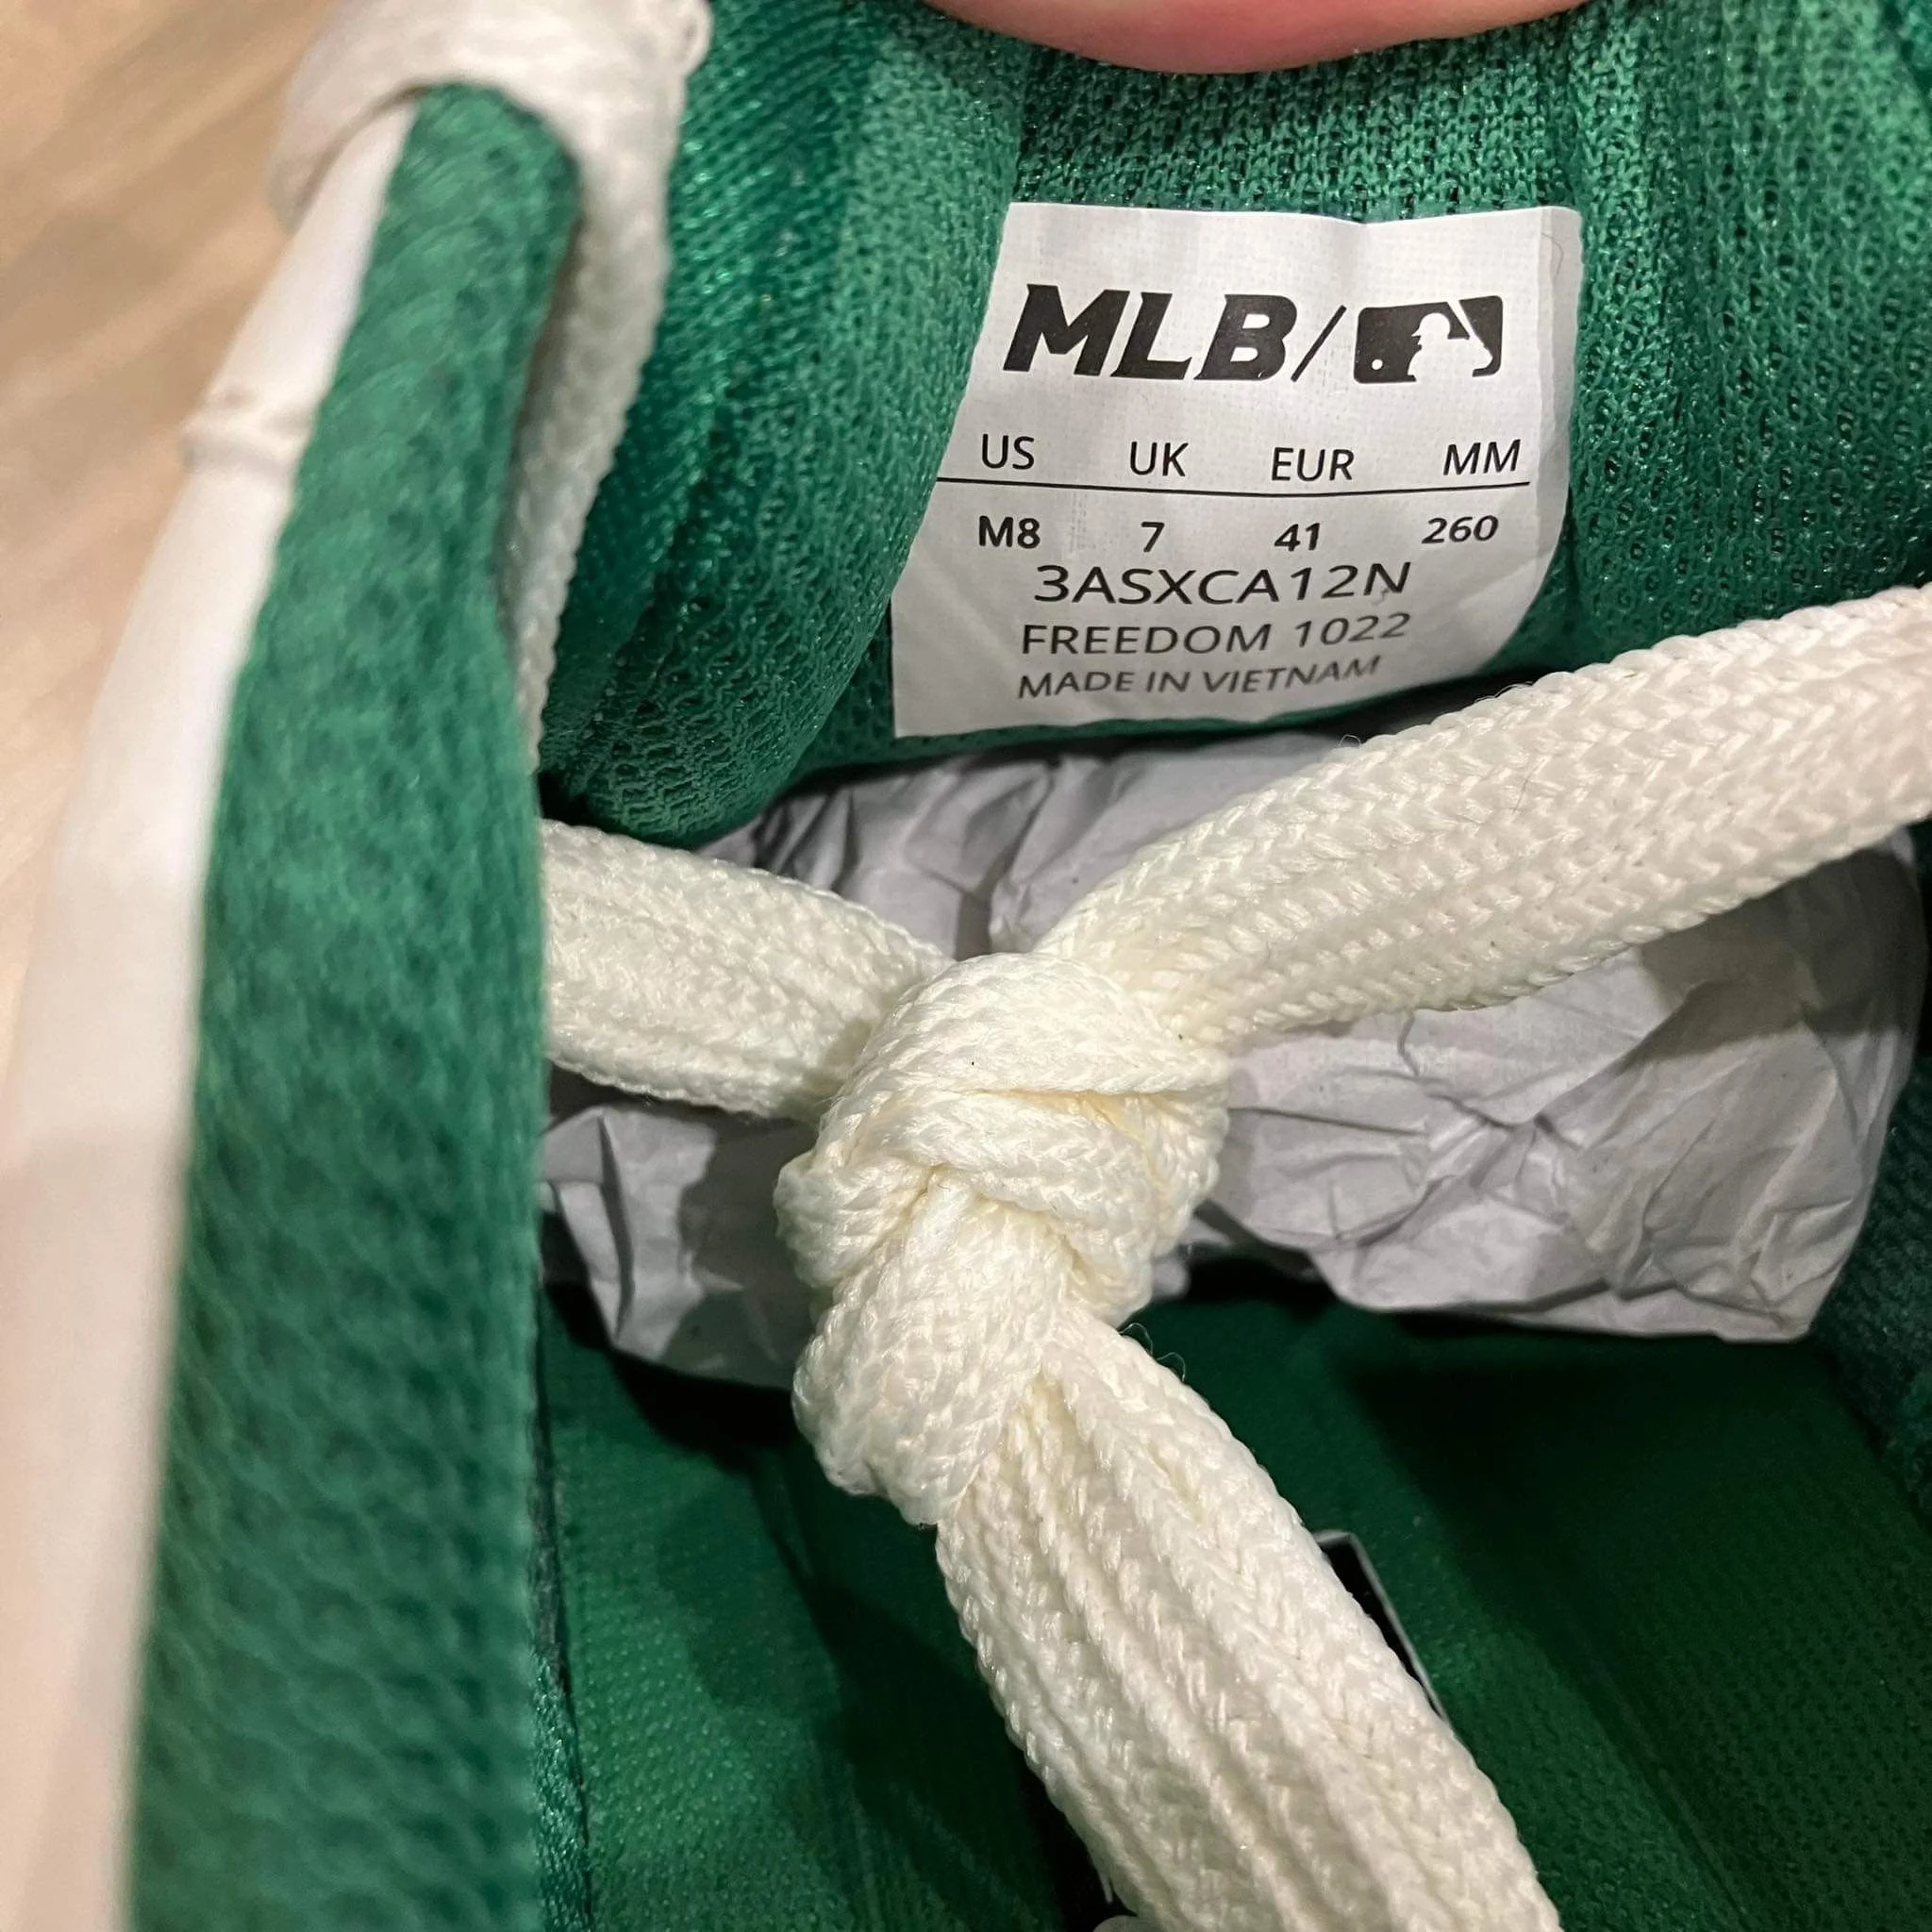 MLB/
US UK EUR MM
M8 7 41 260
3ASXCA12N
FREEDOM 1022
MADE IN VIETNAM